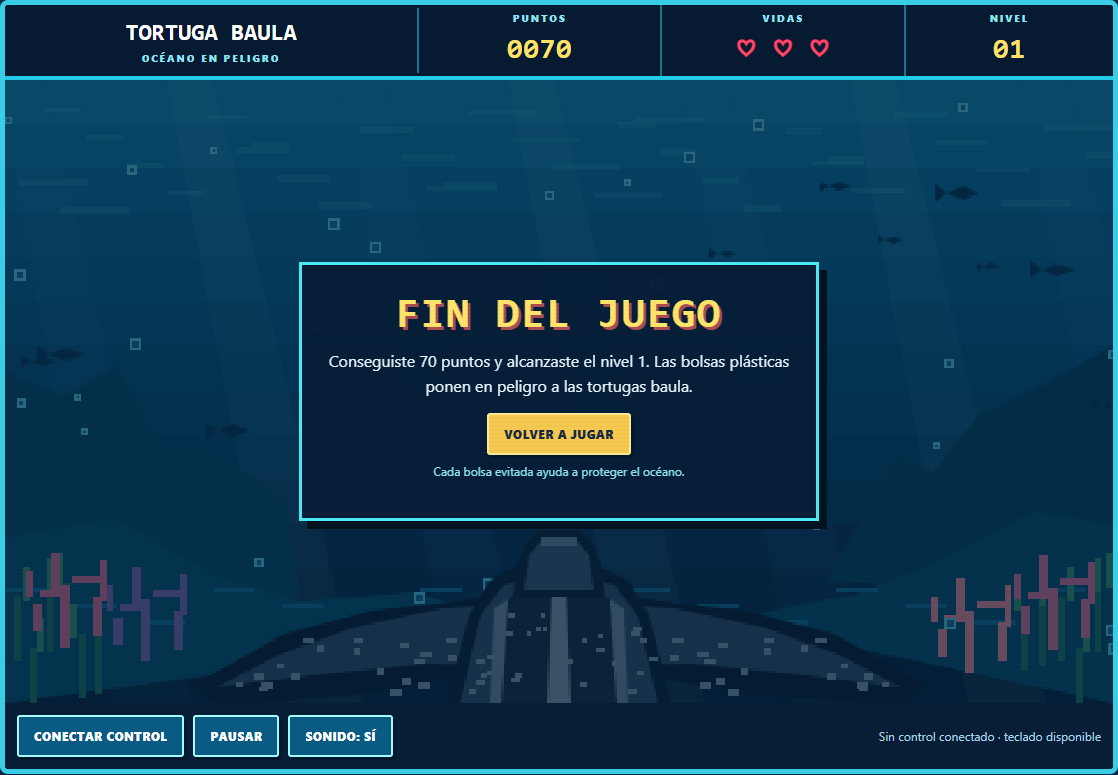 TORTUGA BAULA
OCÉANO EN PELIGRO
PUNTOS
0070
VIDAS
NIVEL
01
FIN DEL JUEGO
Conseguiste 70 puntos y alcanzaste el nivel 1. Las bolsas plásticas
ponen en peligro a las tortugas baula.
VOLVER A JUGAR
Cada bolsa evitada ayuda a proteger el océano.
CONECTAR CONTROL
PAUSAR
SONIDO: SÍ
Sin control conectado · teclado disponible